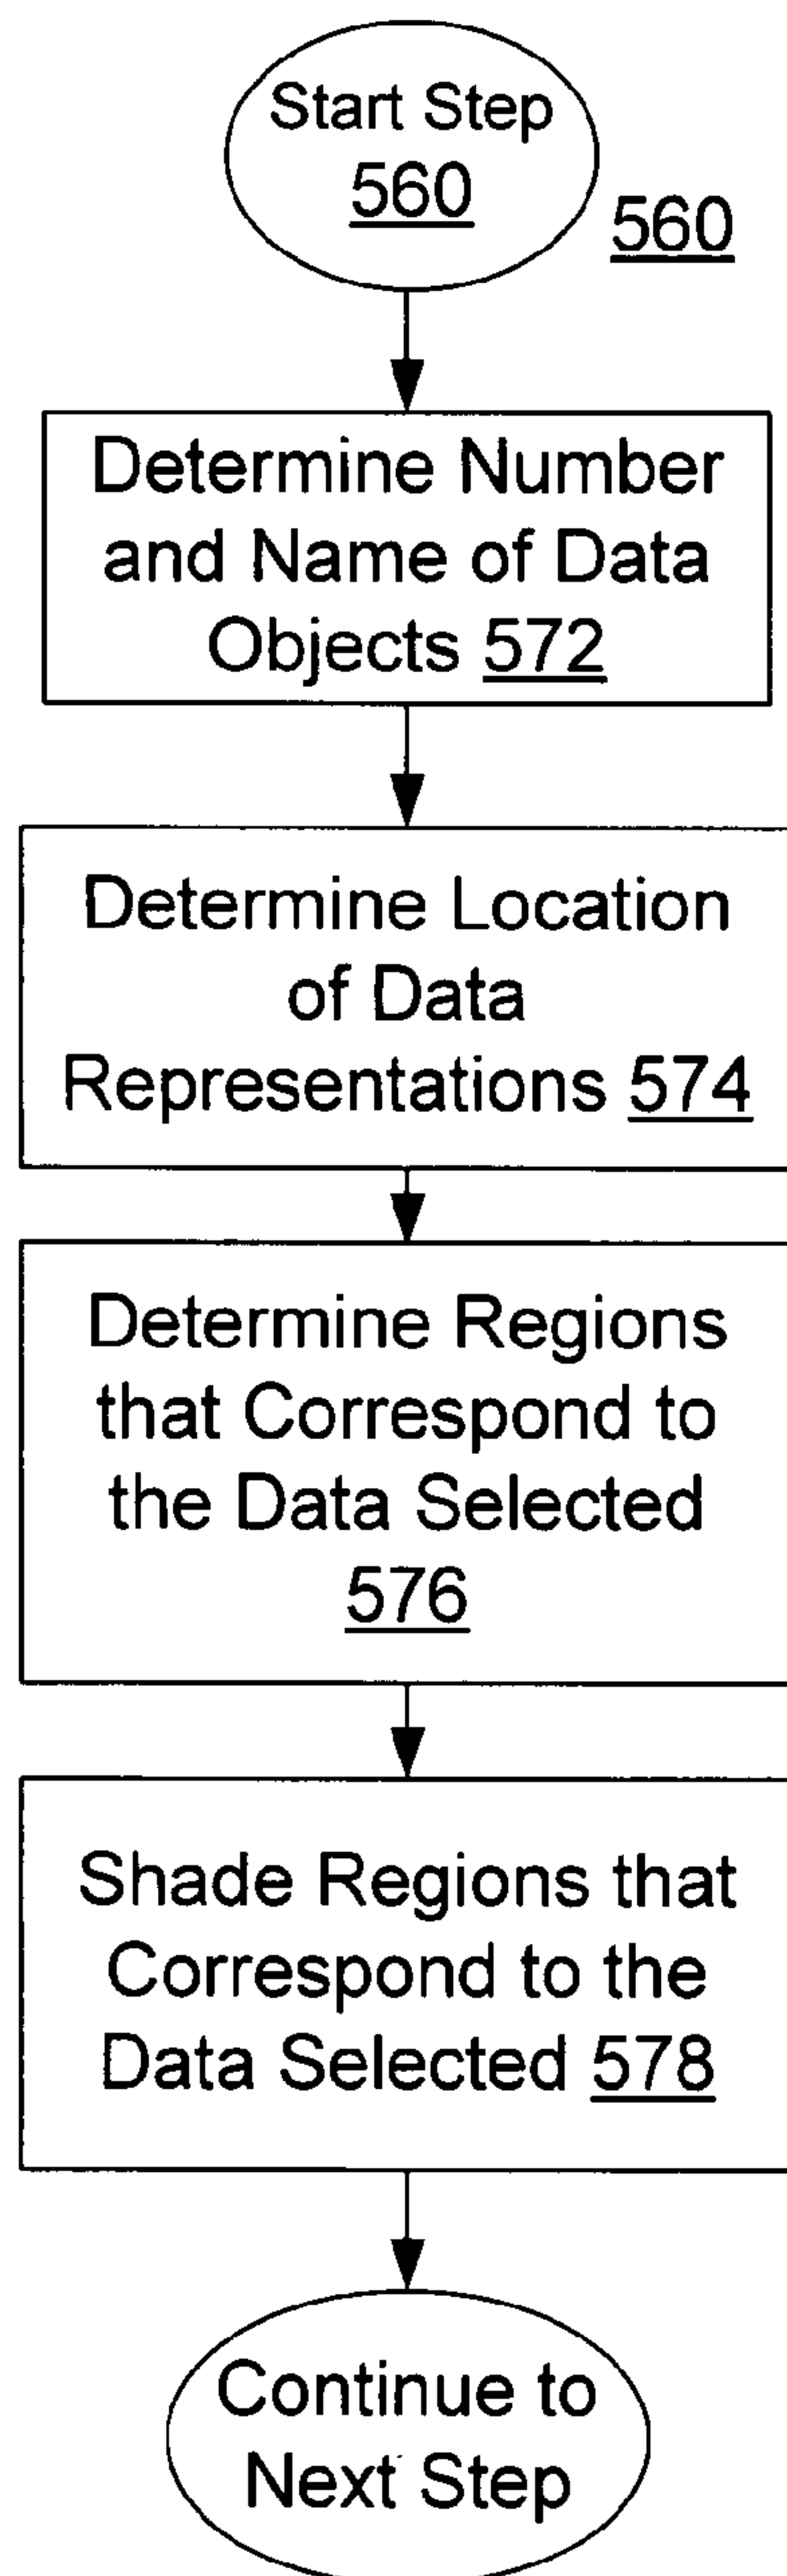 Start Step
560
560
Determine Number
and Name of Data
Objects 572
Determine Location
of Data
Representations 574
Determine Regions
that Correspond to
the Data Selected
576
Shade Regions that
Correspond to the
Data Selected 578
Continue to
Next Step